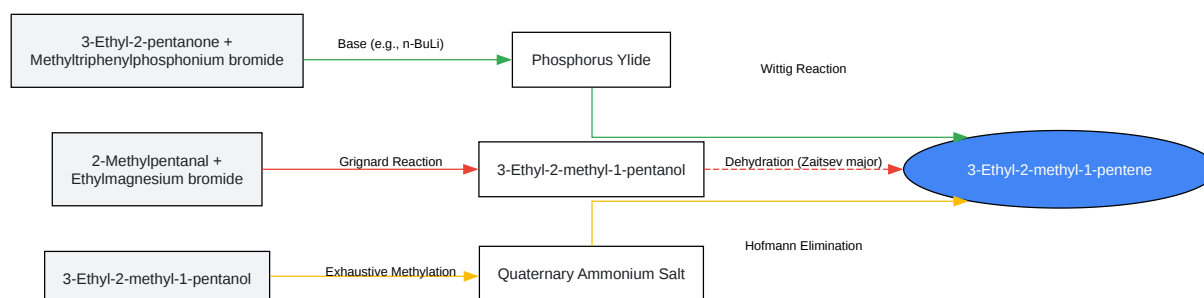 3-Ethyl-2-pentanone +
Methyltriphenylphosphonium bromide
Base (e.g., n-BuLi)
Phosphorus Ylide
Wittig Reaction
2-Methylpentanal +
Ethylmagnesium bromide
Grignard Reaction
3-Ethyl-2-methyl-1-pentanol
Dehydration (Zaitsev major)
3-Ethyl-2-methyl-1-pentene
3-Ethyl-2-methyl-1-pentanol
Exhaustive Methylation
Quaternary Ammonium Salt
Hofmann Elimination